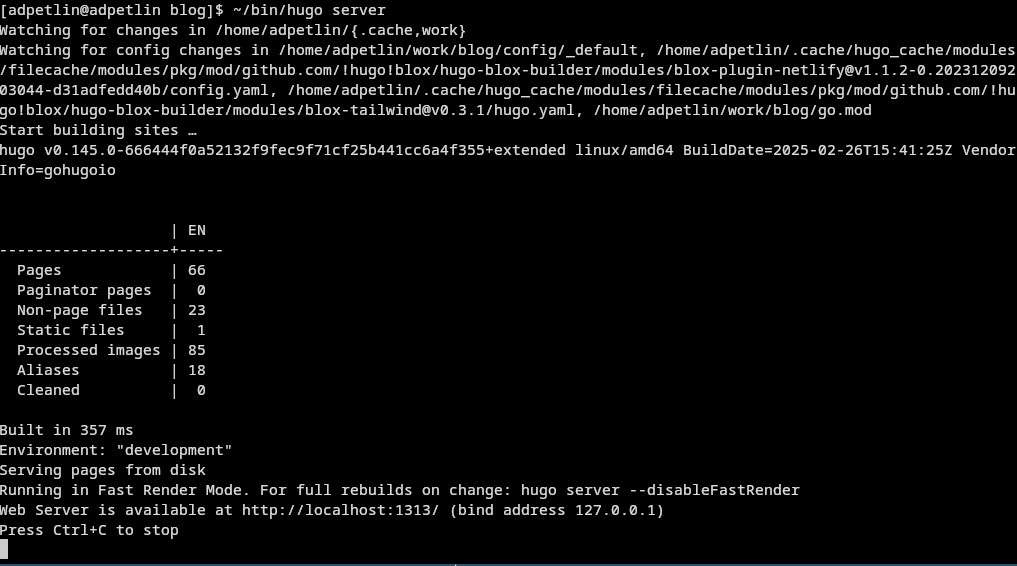 [adpetlin@adpetlin blog]$ ~/bin/hugo server
Watching for changes in /home/adpetlin/{.cache,work}
Watching for config changes in /home/adpetlin/work/blog/config/_default, /home/adpetlin/.cache/hugo_cache/modules
/filecache/modules/pkg/mod/github.com/!hugo!blox/hugo-blox-builder/modules/blox-plugin-netlify@v1.1.2-0.202312092
03044-d31adfedd40b/config.yaml, /home/adpetlin/.cache/hugo_cache/modules/filecache/modules/pkg/mod/github.com/!hu
go!blox/hugo-blox-builder/modules/blox-tailwind@v0.3.1/hugo.yaml, /home/adpetlin/work/blog/go.mod
Start building sites …
hugo v0.145.0-666444f0a52132f9fec9f71cf25b441cc6a4f355+extended linux/amd64 BuildDate=2025-02-26T15:41:25Z Vendor
Info=gohugoio
                   | EN
-------------------+-----
  Pages            | 66
  Paginator pages  |  0
  Non-page files   | 23
  Static files     |  1
  Processed images | 85
  Aliases          | 18
  Cleaned          |  0
Built in 357 ms
Environment: "development"
Serving pages from disk
Running in Fast Render Mode. For full rebuilds on change: hugo server --disableFastRender
Web Server is available at http://localhost:1313/ (bind address 127.0.0.1)
Press Ctrl+C to stop